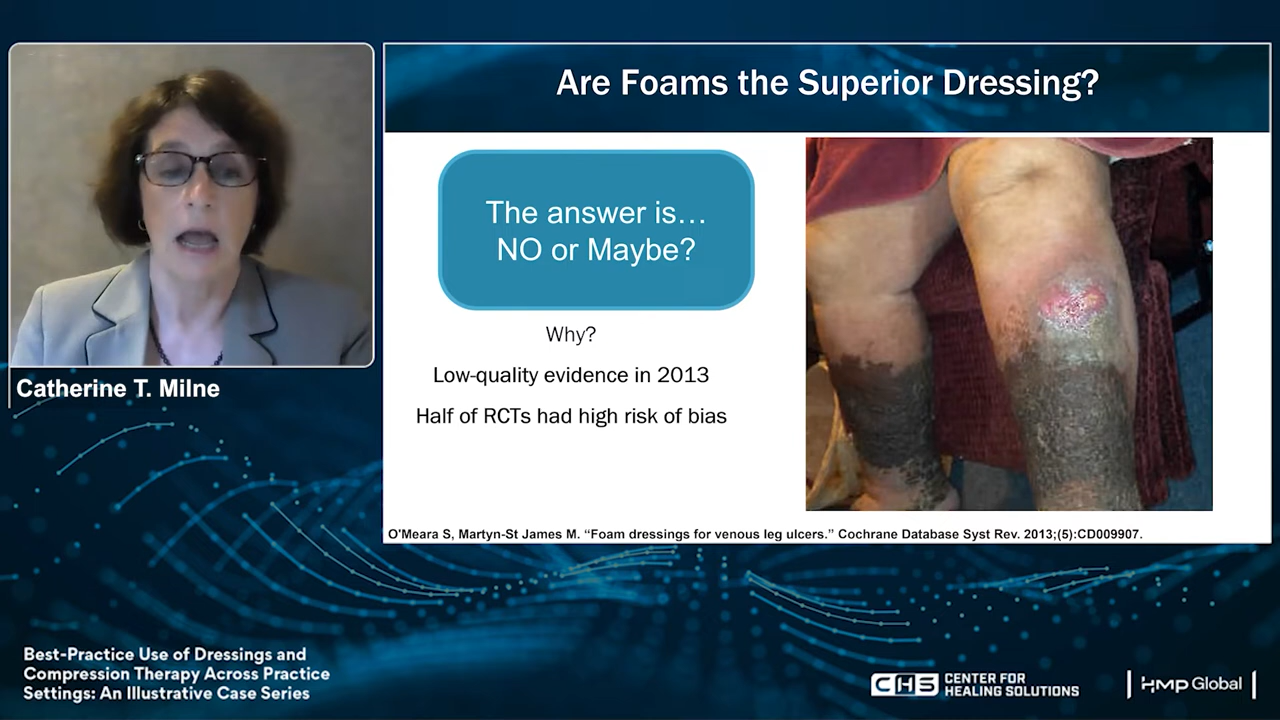 Are Foams the Superior Dressing?
The answer is…
NO or Maybe?
Why?
Low-quality evidence in 2013
Half of RCTs had high risk of bias
O'Meara S, Martyn-St James M. “Foam dressings for venous leg ulcers.” Cochrane Database Syst Rev. 2013;(5):CD009907.
Catherine T. Milne
Best-Practice Use of Dressings and
Compression Therapy Across Practice
Settings: An Illustrative Case Series
CHS CENTER FOR
HEALING SOLUTIONS
HMP Global